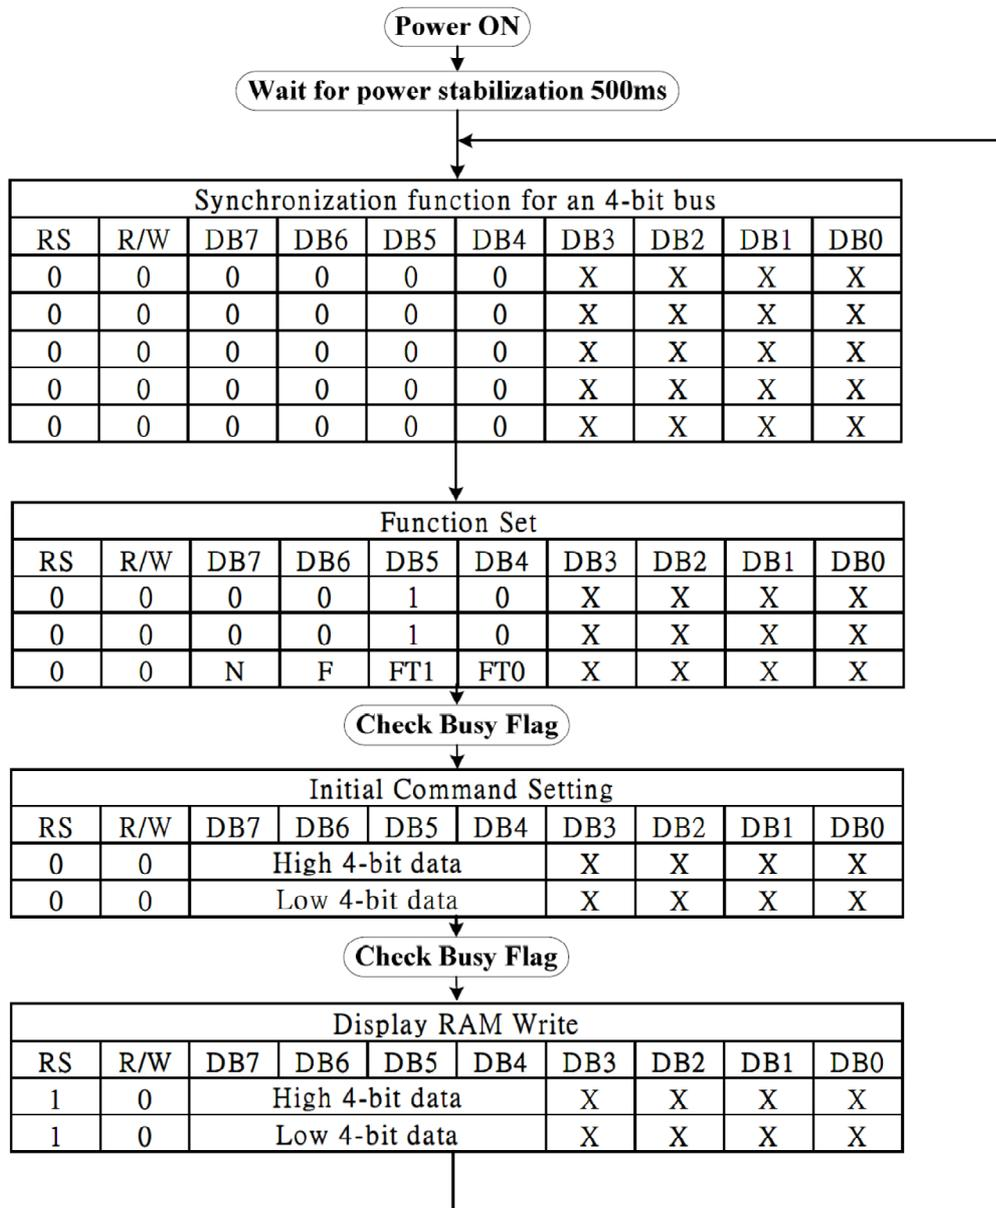 Power ON
Wait for power stabilization 500ms
Synchronization function for an 4-bit bus
RS R/W DB7 DB6 DB5 DB4 DB3 DB2 DB1 DB0
0 0 0 0 0 0 X X X X
0 0 0 0 0 0 X X X X
0 0 0 0 0 0 X X X X
0 0 0 0 0 0 X X X X
0 0 0 0 0 0 X X X X
Function Set
RS R/W DB7 DB6 DB5 DB4 DB3 DB2 DB1 DB0
0 0 0 0 1 0 X X X X
0 0 0 0 1 0 X X X X
0 0 N F FT1 FT0 X X X X
Check Busy Flag
Initial Command Setting
RS R/W DB7 DB6 DB5 DB4 DB3 DB2 DB1 DB0
0 0 High 4-bit data X X X X
0 0 Low 4-bit data X X X X
Check Busy Flag
Display RAM Write
RS R/W DB7 DB6 DB5 DB4 DB3 DB2 DB1 DB0
1 0 High 4-bit data X X X X
1 0 Low 4-bit data X X X X